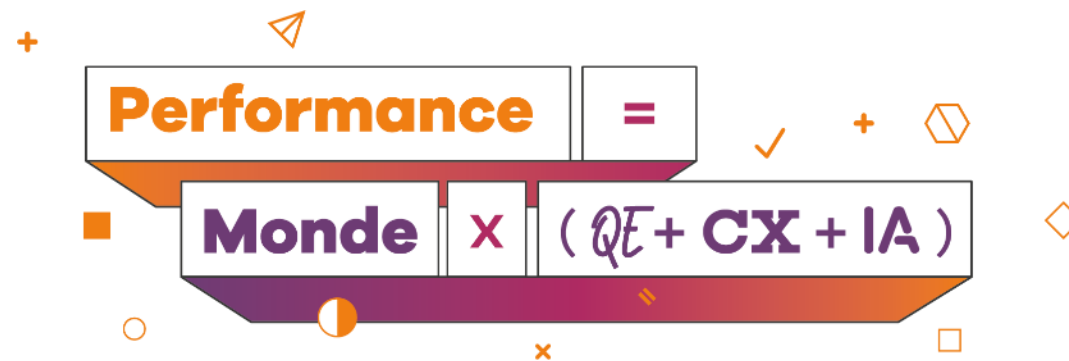 Performance =
Monde x ( QE + CX + IA )